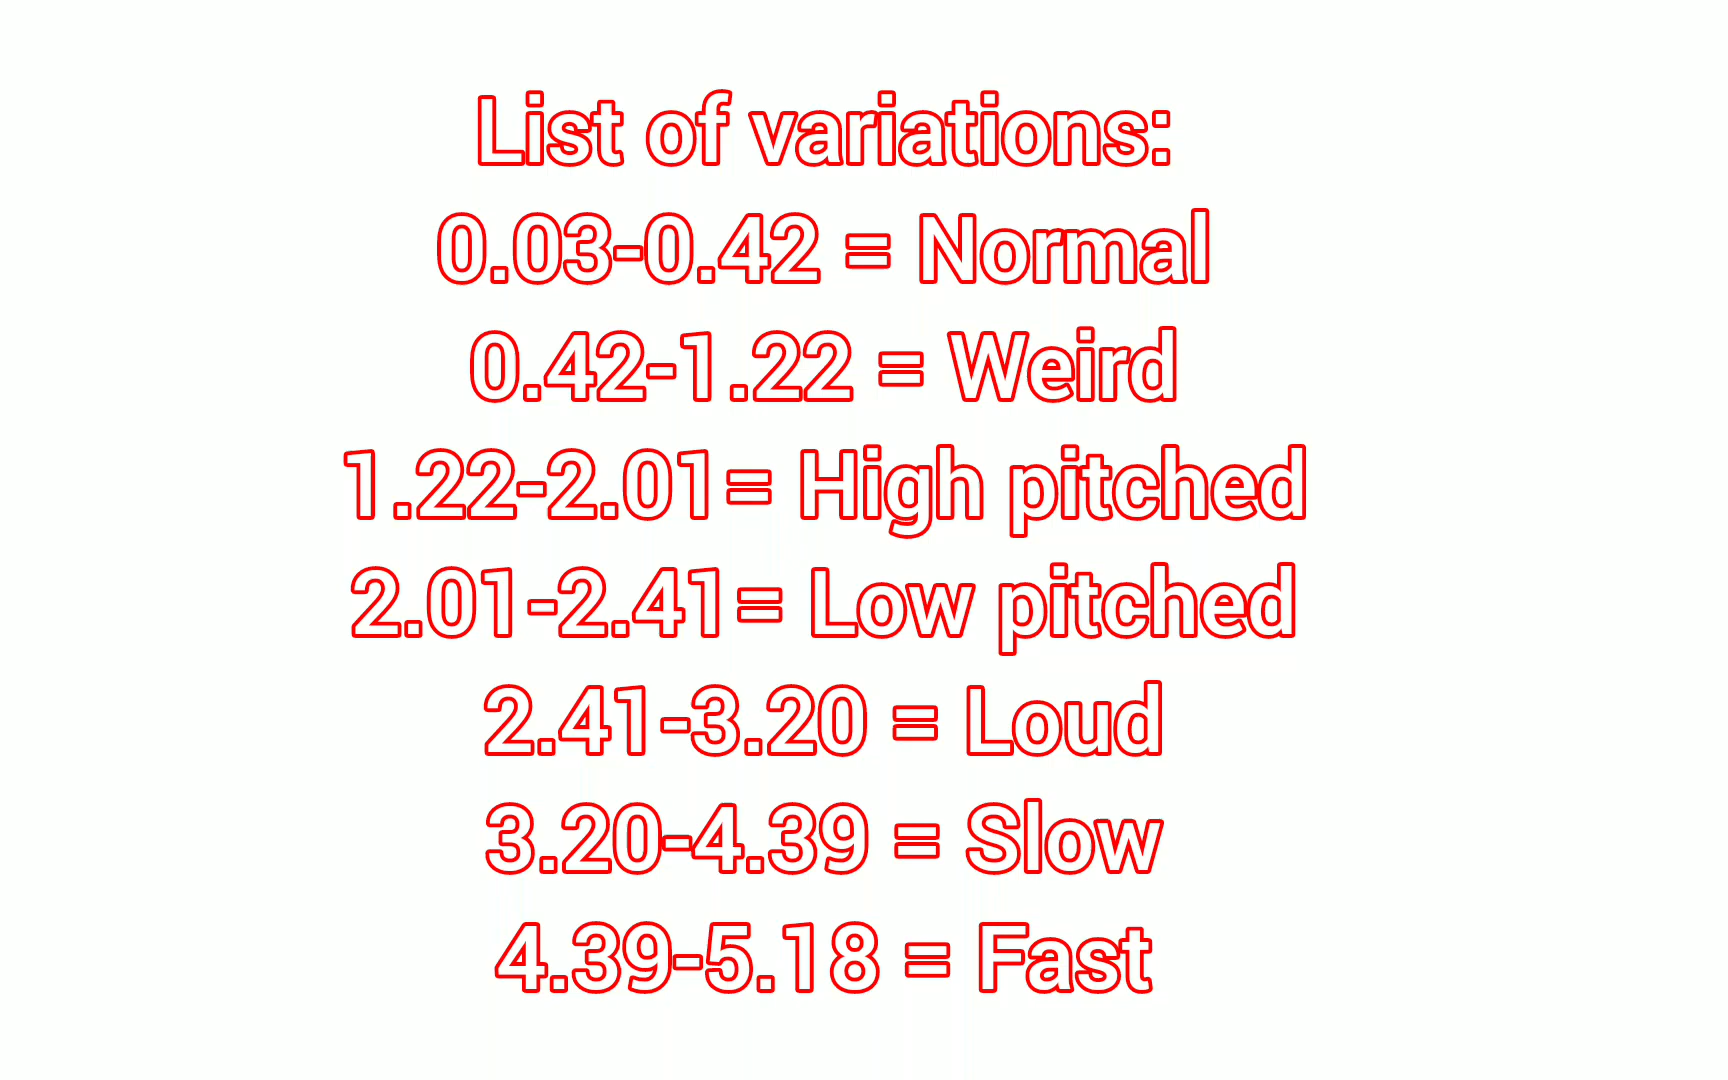 List of variations:
0.03-0.42 = Normal
0.42-1.22 = Weird
1.22-2.01= High pitched
2.01-2.41= Low pitched
2.41-3.20 = Loud
3.20-4.39 = Slow
4.39-5.18 = Fast